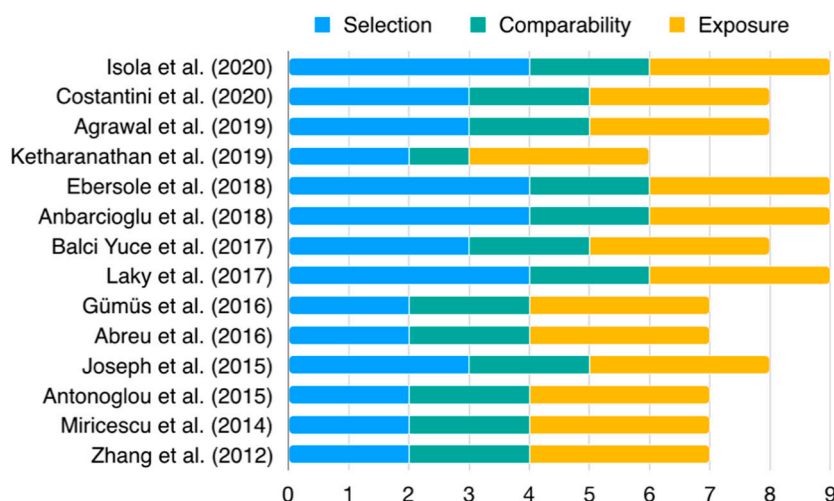 Selection Comparability Exposure
Isola et al. (2020)
Costantini et al. (2020)
Agrawal et al. (2019)
Ketharanathan et al. (2019)
Ebersole et al. (2018)
Anbarcioglu et al. (2018)
Balci Yuce et al. (2017)
Laky et al. (2017)
Gümüs et al. (2016)
Abreu et al. (2016)
Joseph et al. (2015)
Antonoglou et al. (2015)
Miricescu et al. (2014)
Zhang et al. (2012)
0 1 2 3 4 5 6 7 8 9